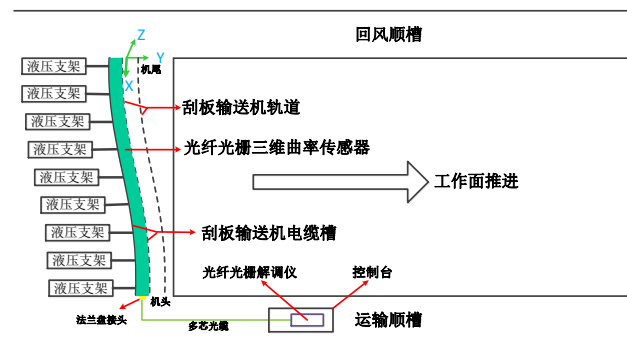 回风顺槽
Z
Y
X
机尾
液压支架
液压支架
液压支架
液压支架
液压支架
液压支架
液压支架
液压支架
液压支架
刮板输送机轨道
光纤光栅三维曲率传感器
工作面推进
刮板输送机电缆槽
光纤光栅解调仪
控制台
机头
法兰盘接头
多芯光缆
运输顺槽